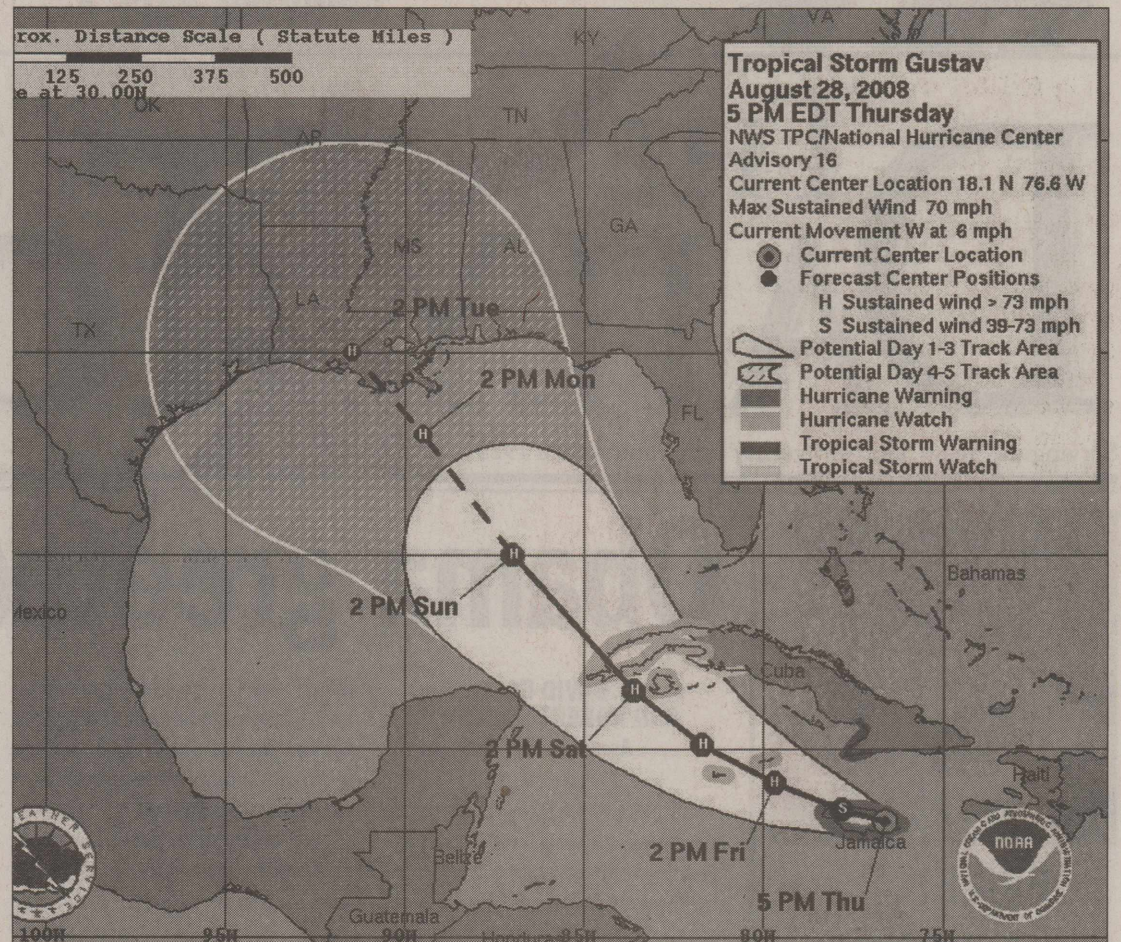 rox. Distance Scale ( Statute Miles )
125 250 375 500
e at 30.00N
VA
KY
OK
TN
AR
Tropical Storm Gustav
August 28, 2008
5 PM EDT Thursday
NWS TPC/National Hurricane Center
Advisory 16
Current Center Location 18.1 N 76.6 W
Max Sustained Wind 70 mph
Current Movement W at 6 mph
Current Center Location
Forecast Center Positions
H Sustained wind > 73 mph
S Sustained wind 39-73 mph
Potential Day 1-3 Track Area
Potential Day 4-5 Track Area
Hurricane Warning
Hurricane Watch
Tropical Storm Warning
Tropical Storm Watch
MS
AL
GA
LA
TX
2 PM Tue
H
2 PM Mon
H
FL
H
2 PM Sun
Bahamas
Mexico
Cuba
H
2 PM Sat
H
H
Haiti
S
Jamaica
2 PM Fri
Belize
5 PM Thu
Guatemala
Honduras
NOAA
100W 95W 90W 85W 80W 75W